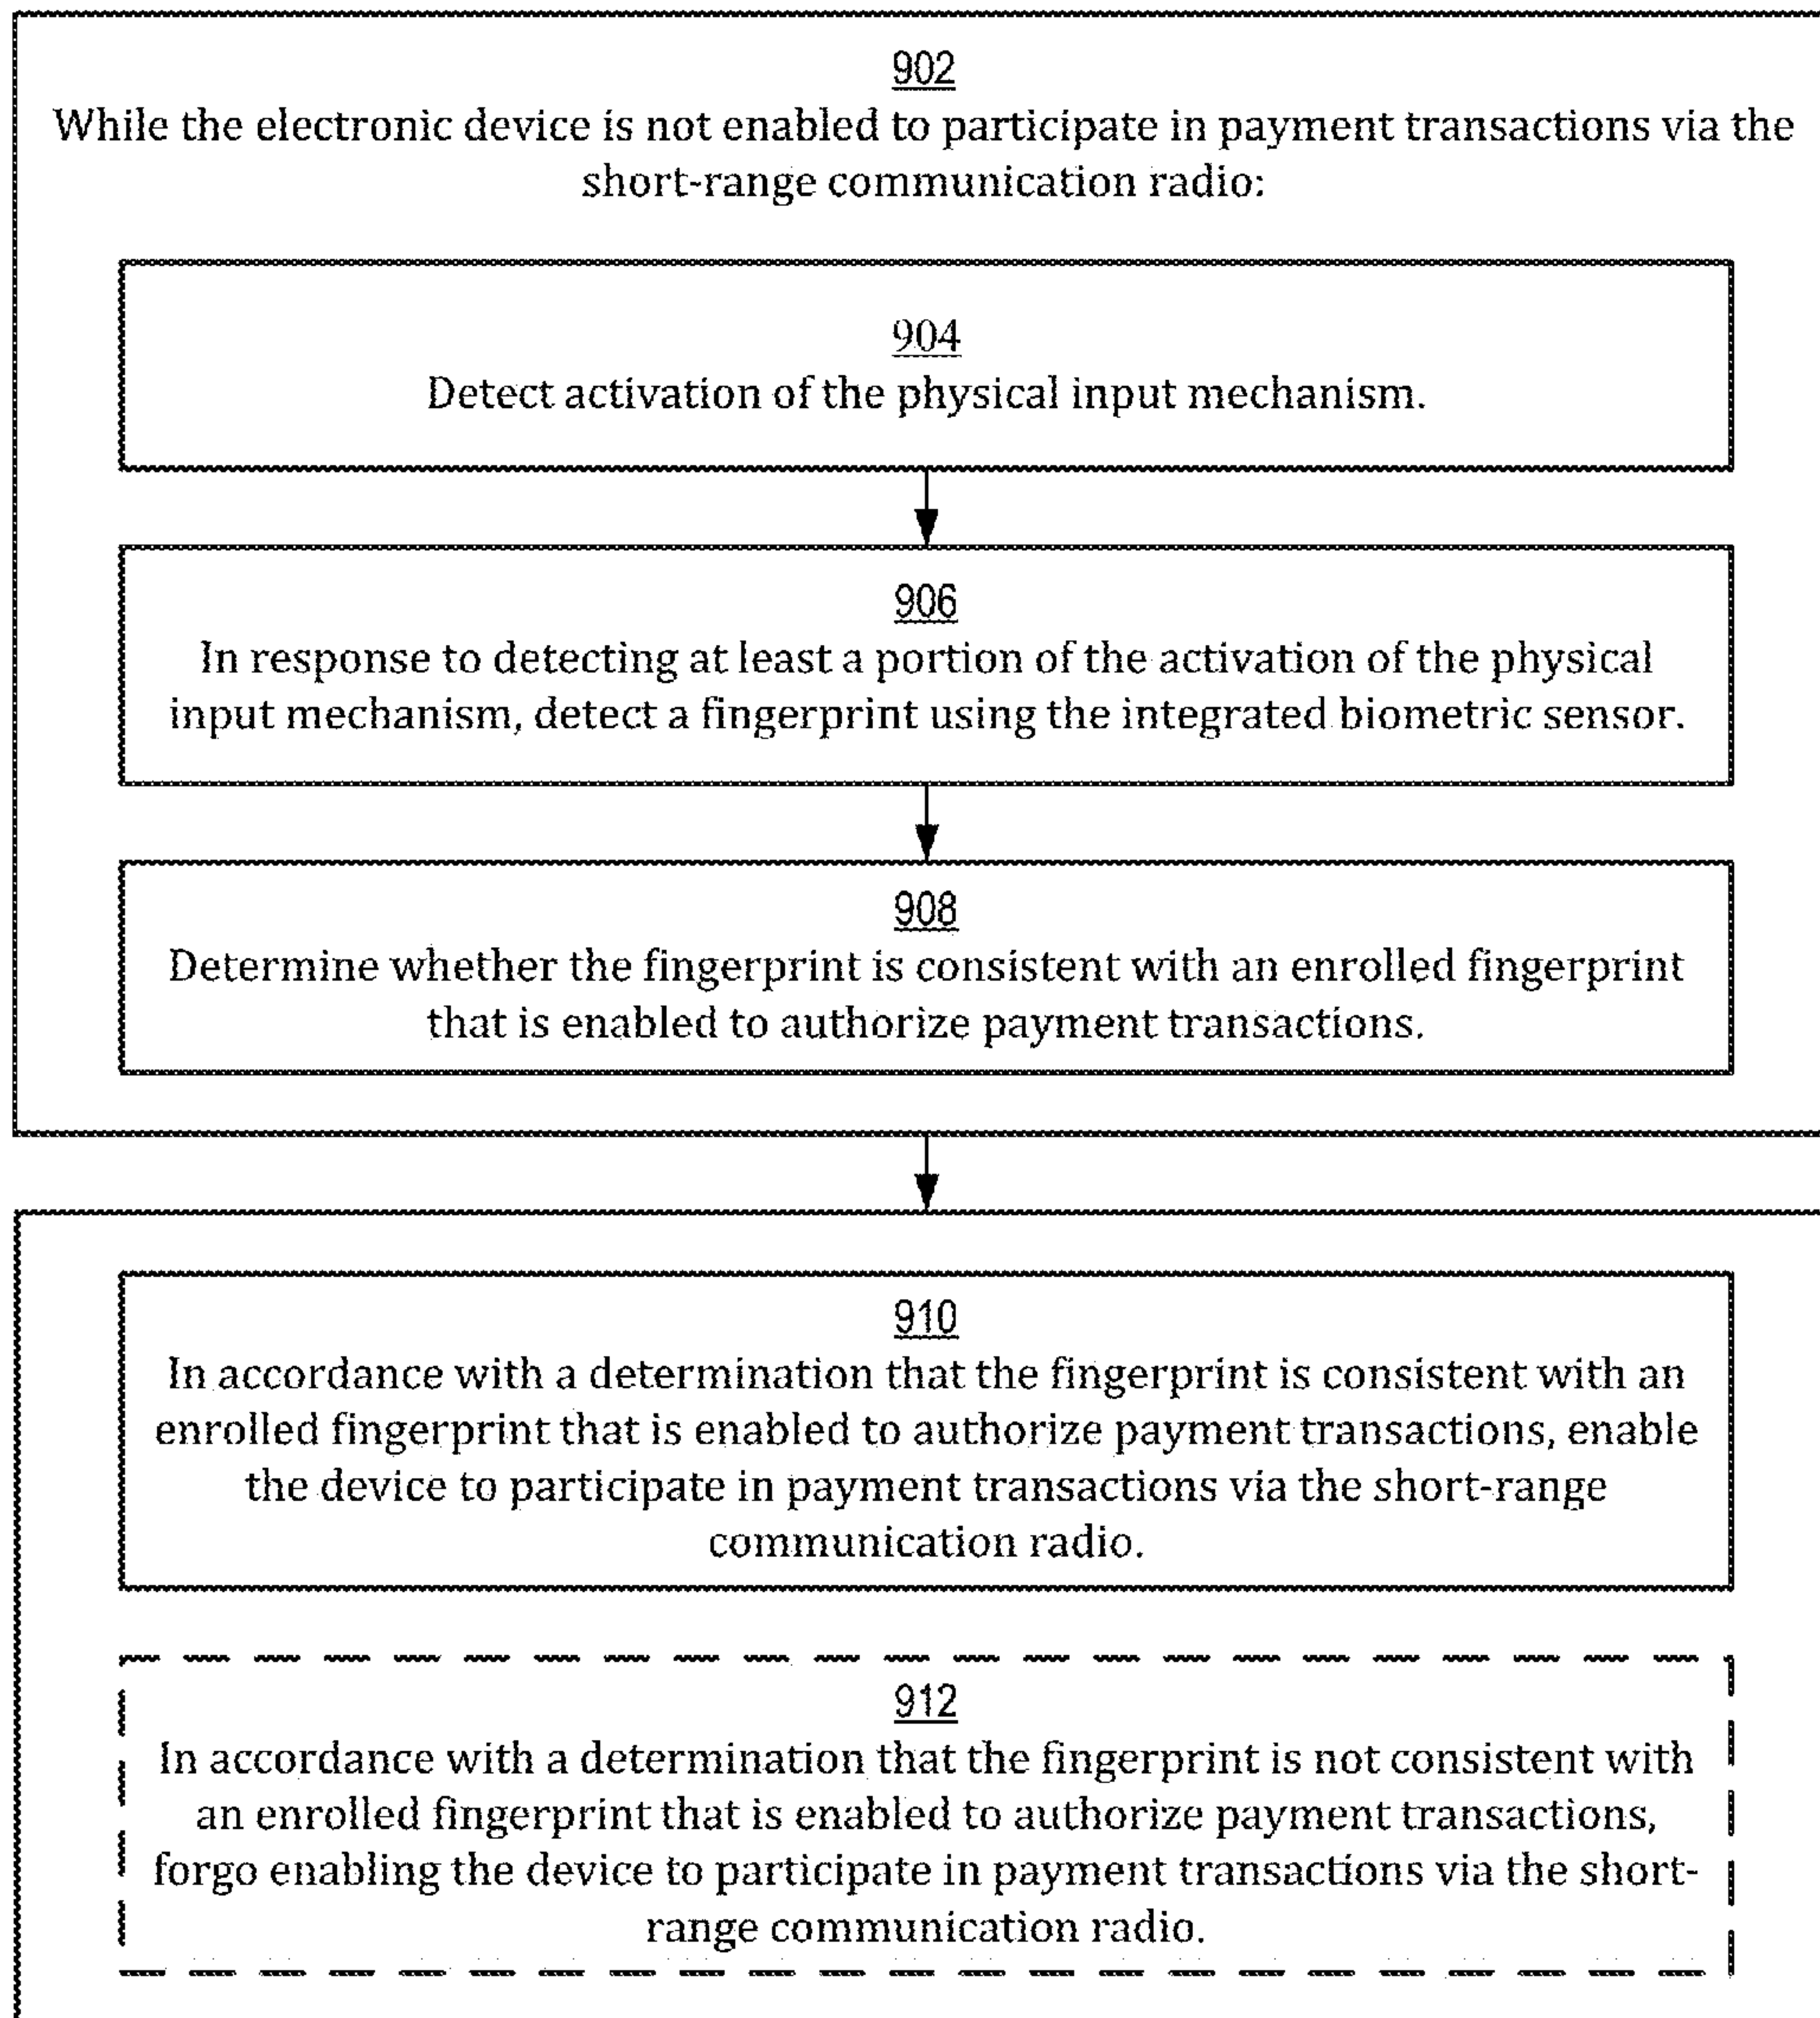 902
While the electronic device is not enabled to participate in payment transactions via the
short-range communication radio:
904
Detect activation of the physical input mechanism.
906
In response to detecting at least a portion of the activation of the physical
input mechanism, detect a fingerprint using the integrated biometric sensor.
908
Determine whether the fingerprint is consistent with an enrolled fingerprint
that is enabled to authorize payment transactions.
910
In accordance with a determination that the fingerprint is consistent with an
enrolled fingerprint that is enabled to authorize payment transactions, enable
the device to participate in payment transactions via the short-range
communication radio.
912
In accordance with a determination that the fingerprint is not consistent with
an enrolled fingerprint that is enabled to authorize payment transactions,
forgo enabling the device to participate in payment transactions via the short-
range communication radio.